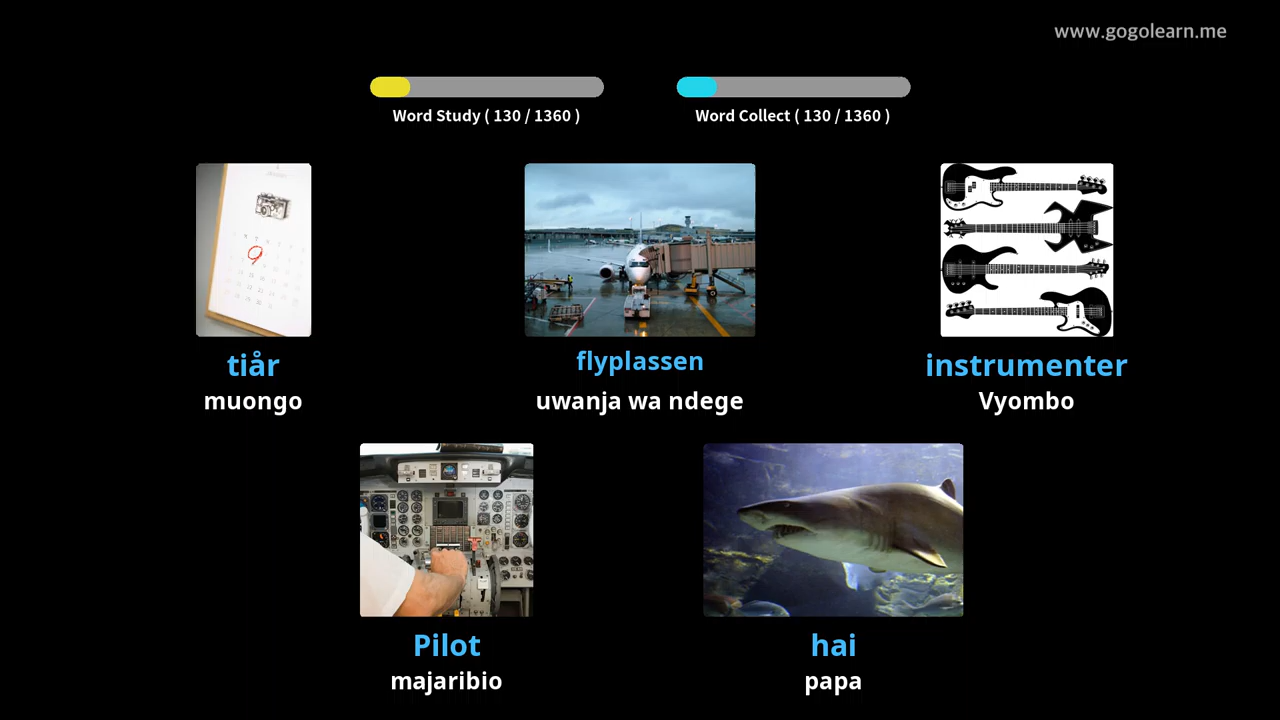 www.gogolearn.me
Word Study ( 130 / 1360 )
Word Collect ( 130 / 1360 )
tiår
muongo
flyplassen
uwanja wa ndege
instrumenter
Vyombo
Pilot
majaribio
hai
papa